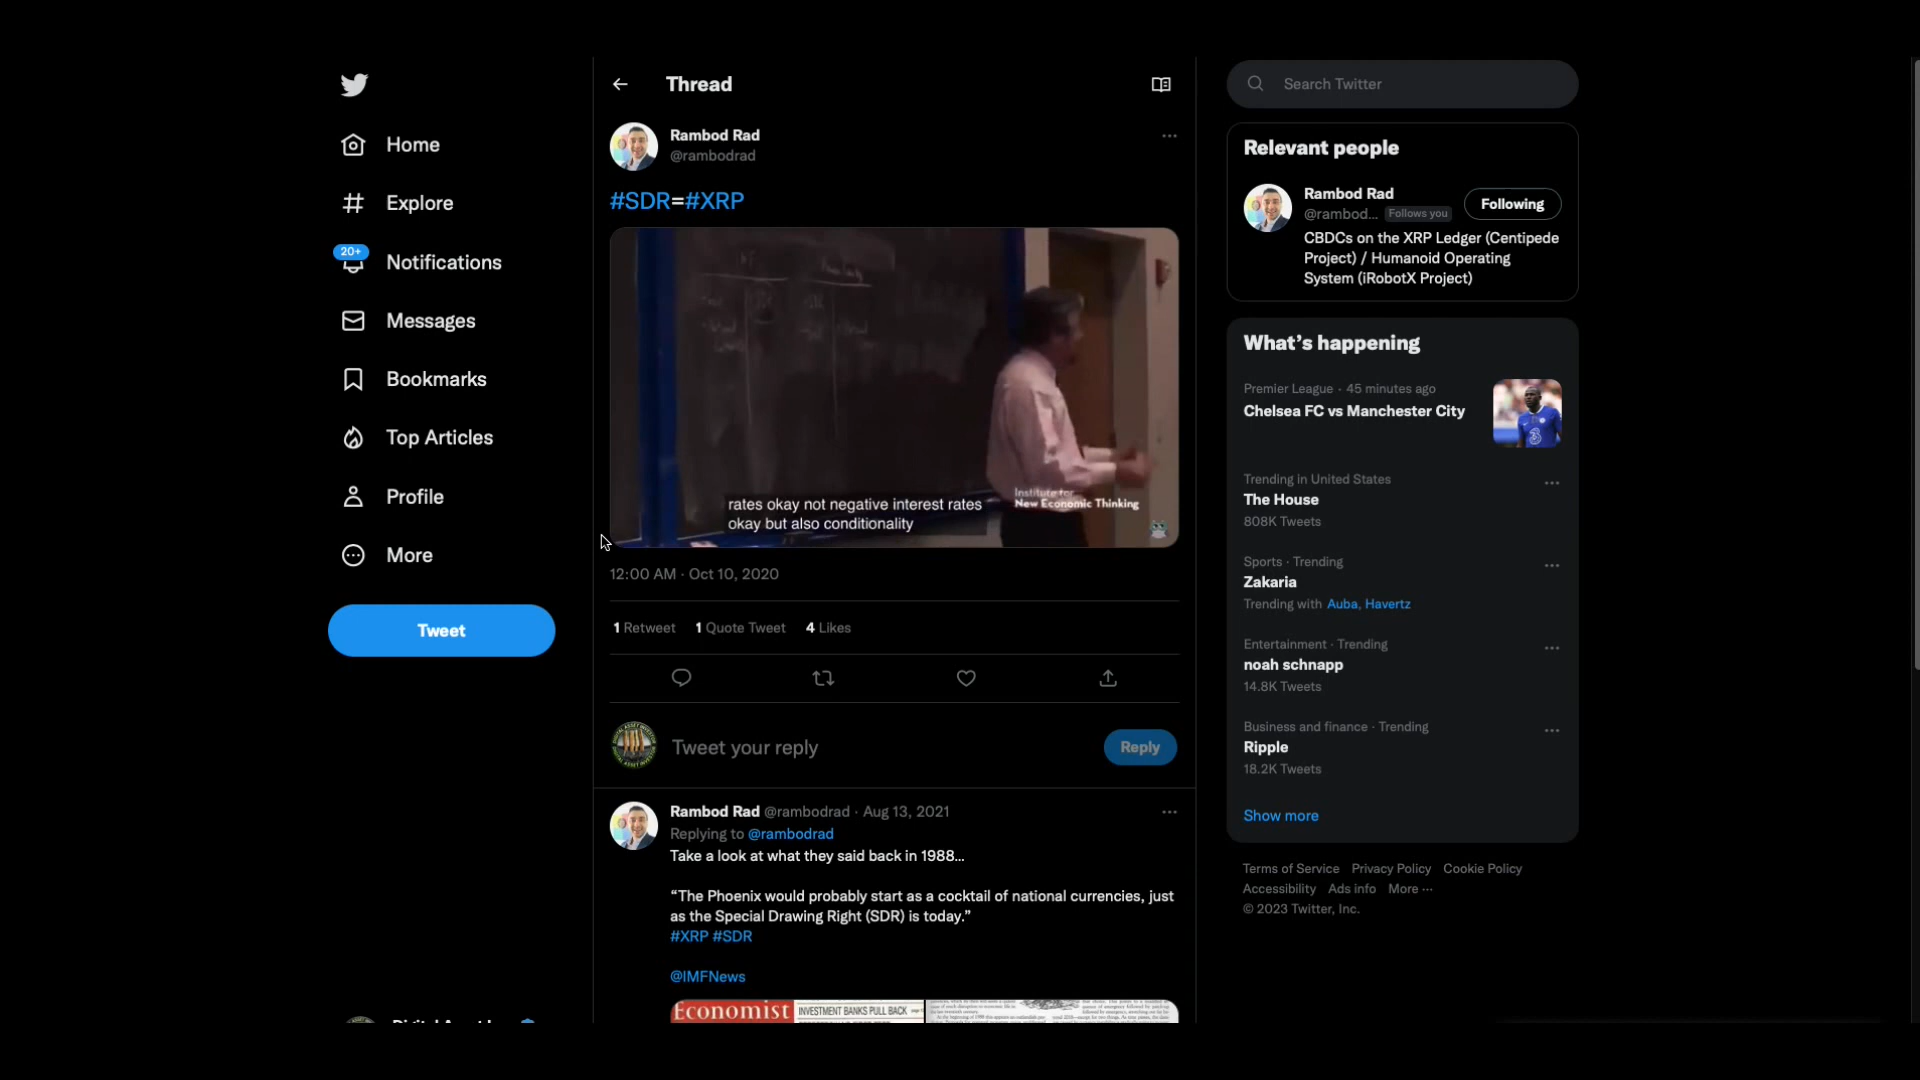 Home
Explore
20+
Notifications
Messages
Bookmarks
Top Articles
Profile
More
Tweet
Thread
Rambod Rad
@rambodrad
#SDR=#XRP
rates okay not negative interest rates
okay but also conditionality
Institute for
New Economic Thinking
12:00 AM · Oct 10, 2020
1 Retweet 1 Quote Tweet 4 Likes
Tweet your reply
Reply
Rambod Rad @rambodrad · Aug 13, 2021
Replying to @rambodrad
Take a look at what they said back in 1988...
“The Phoenix would probably start as a cocktail of national currencies, just
as the Special Drawing Right (SDR) is today.”
#XRP #SDR
@IMFNews
Economist
INVESTMENT BANKS PULL BACK
Search Twitter
Relevant people
Rambod Rad
@rambod... Follows you
Following
CBDCs on the XRP Ledger (Centipede
Project) / Humanoid Operating
System (iRobotX Project)
What’s happening
Premier League · 45 minutes ago
Chelsea FC vs Manchester City
Trending in United States
The House
808K Tweets
Sports · Trending
Zakaria
Trending with Auba, Havertz
Entertainment · Trending
noah schnapp
14.8K Tweets
Business and finance · Trending
Ripple
18.2K Tweets
Show more
Terms of Service Privacy Policy Cookie Policy
Accessibility Ads info More ...
© 2023 Twitter, Inc.